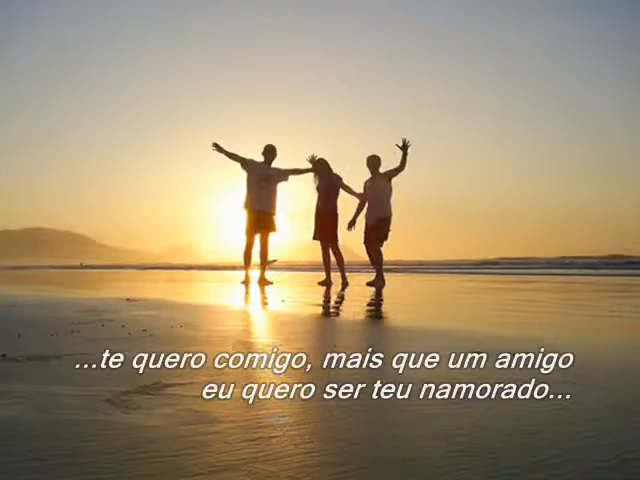 ...te quero comigo, mais que um amigo
eu quero ser teu namorado...